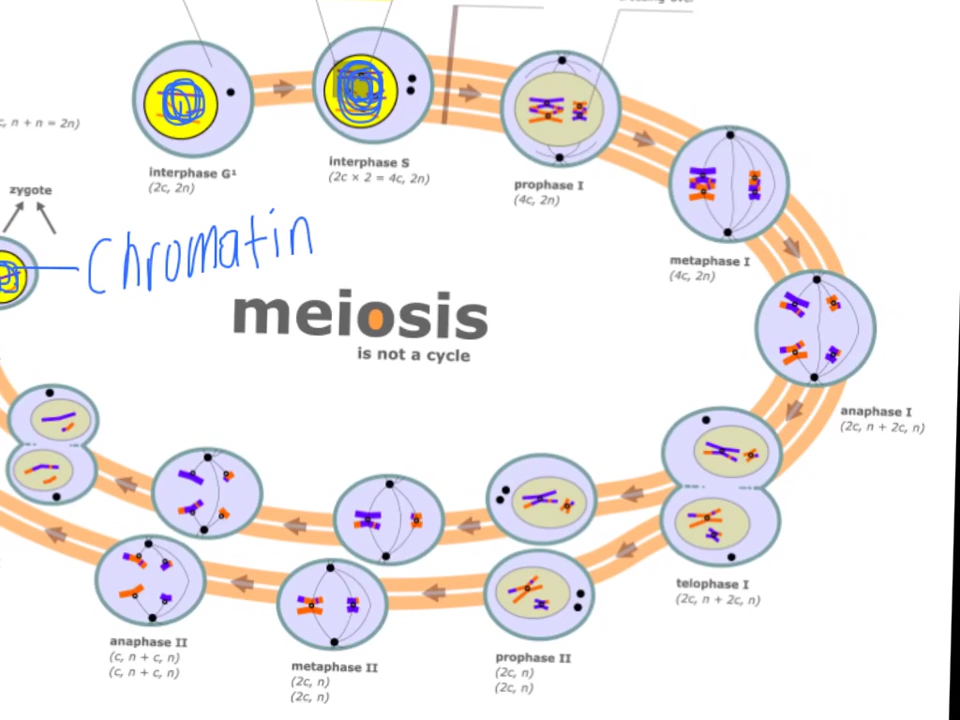 c, n + n = 2n)
zygote
interphase G¹
(2c, 2n)
interphase S
(2c × 2 = 4c, 2n)
prophase I
(4c, 2n)
metaphase I
(4c, 2n)
Chromatin
meiosis
is not a cycle
anaphase I
(2c, n + 2c, n)
telophase I
(2c, n + 2c, n)
prophase II
(2c, n)
(2c, n)
metaphase II
(2c, n)
(2c, n)
anaphase II
(c, n + c, n)
(c, n + c, n)